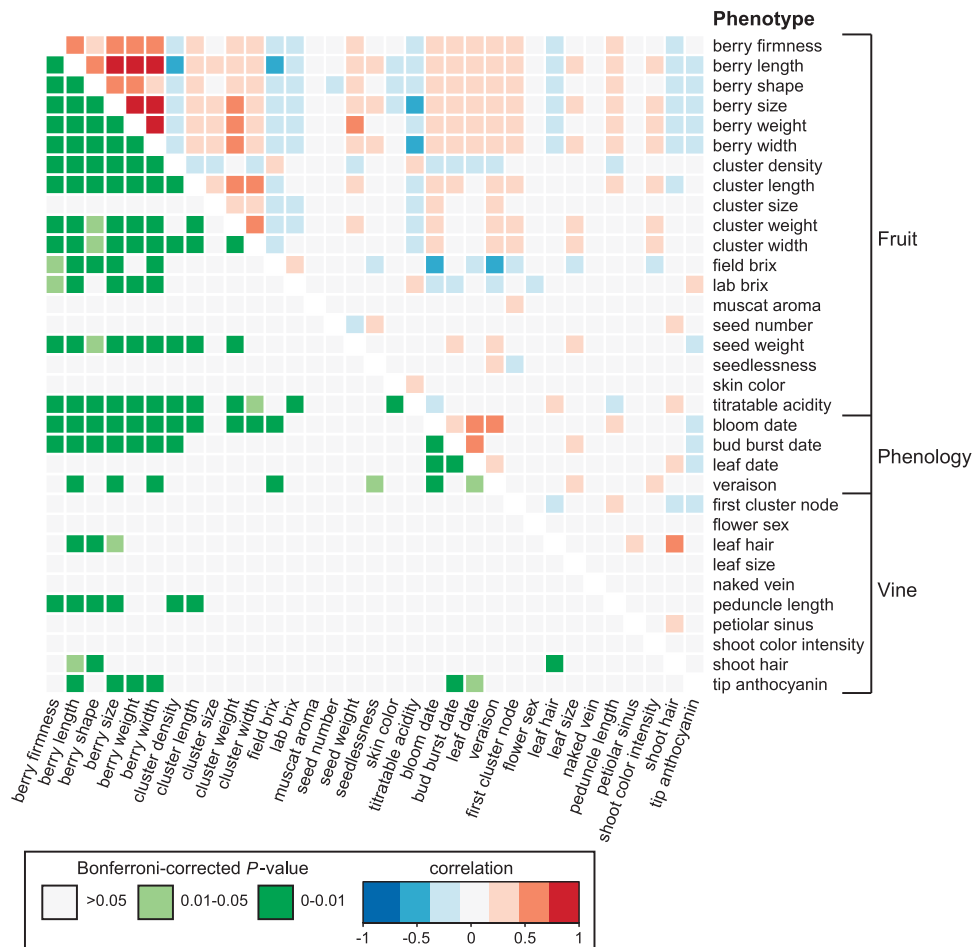 Phenotype
berry firmness
berry length
berry shape
berry size
berry weight
berry width
cluster density
cluster length
cluster size
cluster weight
cluster width
field brix
lab brix
muscat aroma
seed number
seed weight
seedlessness
skin color
titratable acidity
bloom date
bud burst date
leaf date
veraison
first cluster node
flower sex
leaf hair
leaf size
naked vein
peduncle length
petiolar sinus
shoot color intensity
shoot hair
tip anthocyanin
Fruit
Phenology
Vine
berry firmness
berry length
berry shape
berry size
berry weight
berry width
cluster density
cluster length
cluster size
cluster weight
cluster width
field brix
lab brix
muscat aroma
seed number
seed weight
seedlessness
skin color
titratable acidity
bloom date
bud burst date
leaf date
veraison
first cluster node
flower sex
leaf hair
leaf size
naked vein
peduncle length
petiolar sinus
shoot color intensity
shoot hair
tip anthocyanin
Bonferroni-corrected P-value
>0.05
0.01-0.05
0-0.01
correlation
-1 -0.5 0 0.5 1